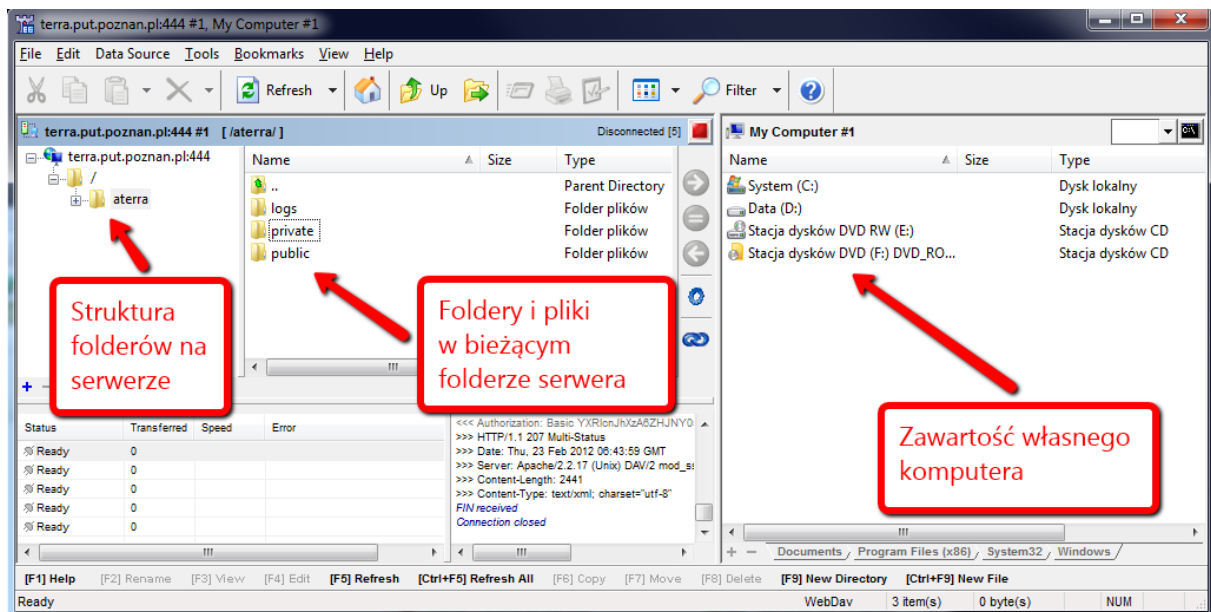 terra.put.poznan.pl:444 #1, My Computer #1
File Edit Data Source Tools Bookmarks View Help
Refresh Up Filter
terra.put.poznan.pl:444 #1 [/aterra/] Disconnected [5]
My Computer #1
terra.put.poznan.pl:444
/
aterra
Name Size Type
.. Parent Directory
logs Folder plików
private Folder plików
public Folder plików
Name Size Type
System (C:) Dysk lokalny
Data (D:) Dysk lokalny
Stacja dysków DVD RW (E:) Stacja dysków CD
Stacja dysków DVD (F:) DVD_RO... Stacja dysków CD
Struktura
folderów na
serwerze
Foldery i pliki
w bieżącym
folderze serwera
Zawartość własnego
komputera
Status Transferred Speed Error
Ready 0
Ready 0
Ready 0
Ready 0
Ready 0
<<< Authorization: Basic
>>> HTTP/1.1 207 Multi-Status
>>> Date: Thu, 23 Feb 2012 06:43:59 GMT
>>> Server: Apache/2.2.17 (Unix) DAV/2
>>> Content-Length: 2441
>>> Content-Type: text/xml; charset="utf-8"
FIN received
Connection closed
Documents Program Files (x86) System32 Windows
[F1] Help [F2] Rename [F3] View [F4] Edit [F5] Refresh [Ctrl+F5] Refresh All [F6] Copy [F7] Move [F8] Delete [F9] New Directory [Ctrl+F9] New File
Ready WebDav 3 item(s) 0 byte(s) NUM